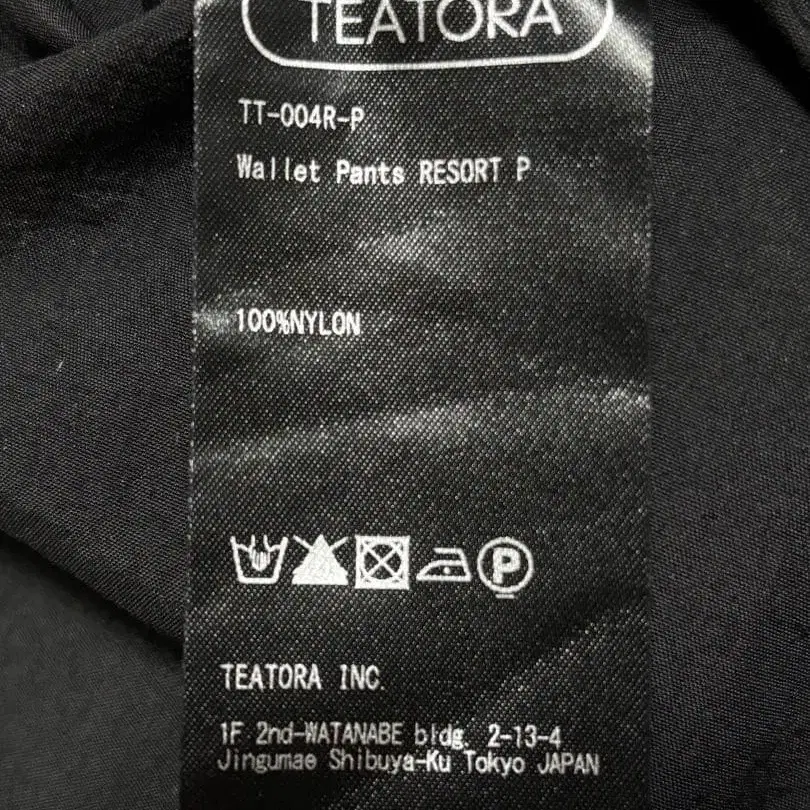 TEATORA
TT-004R-P
Wallet Pants RESORT P
100%NYLON
P
TEATORA INC.
1F 2nd-WATANABE bldg. 2-13-4
Jingumae Shibuya-Ku Tokyo JAPAN